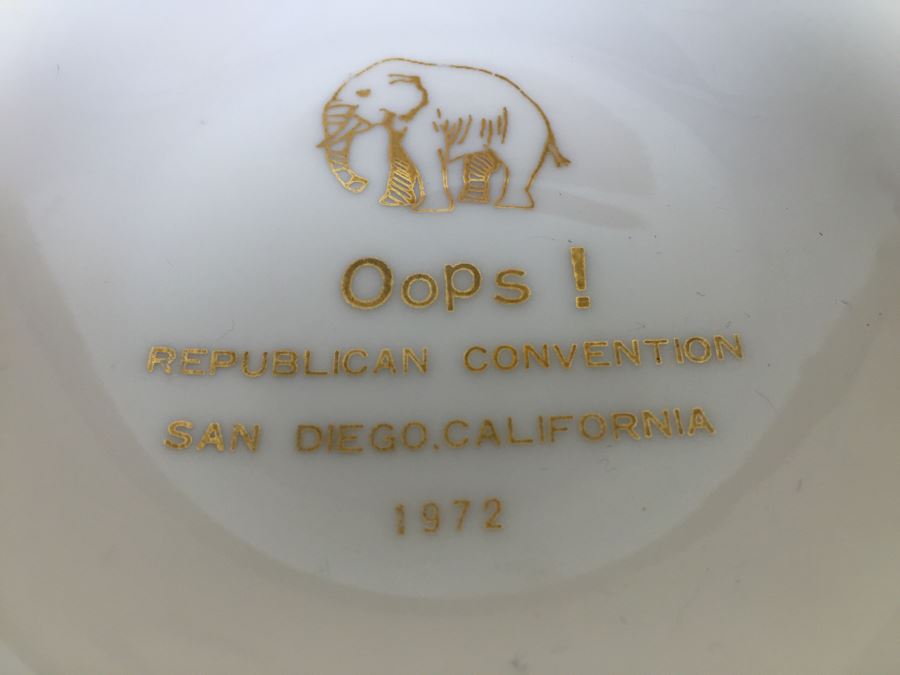 Oops !
REPUBLICAN CONVENTION
SAN DIEGO.CALIFORNIA
1972